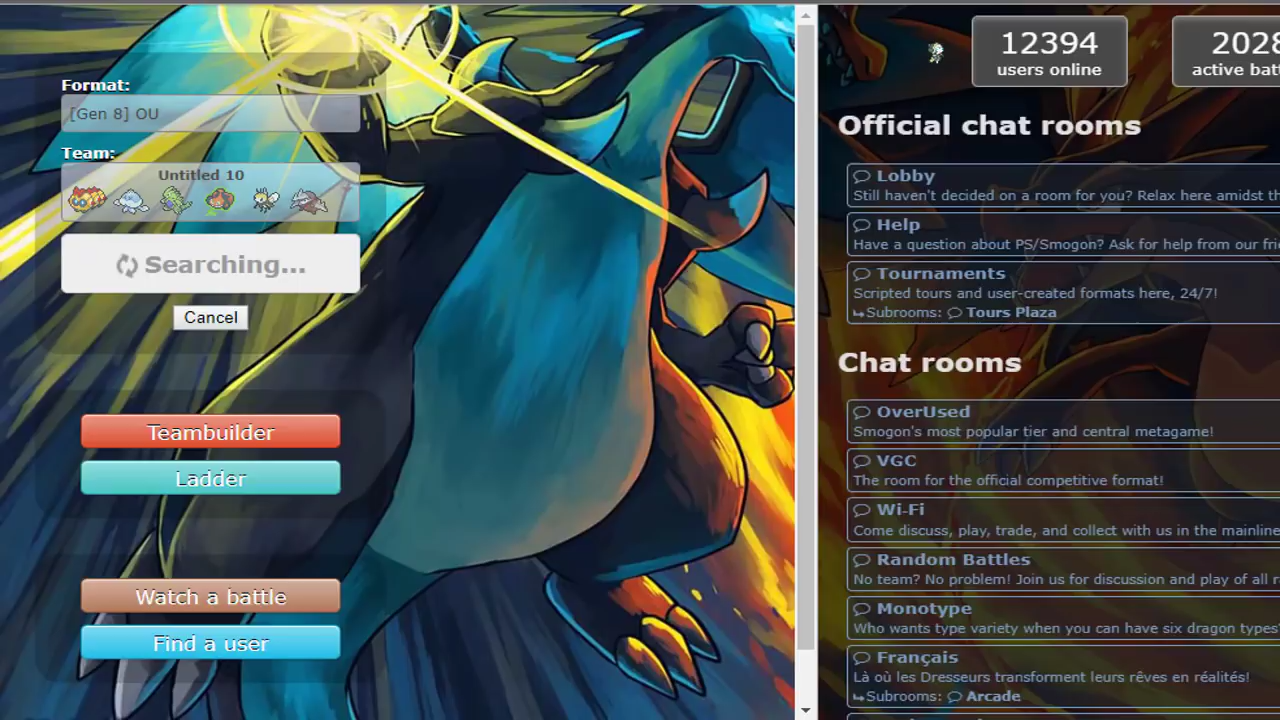 Format:
[Gen 8] OU
Team:
Untitled 10
Searching...
Cancel
Teambuilder
Ladder
Watch a battle
Find a user
12394
users online
2028
active
Official chat rooms
Lobby
Still haven't decided on a room for you? Relax here amidst
Help
Have a question about PS/Smogon? Ask for help from our
Tournaments
Scripted tours and user-created formats here, 24/7!
Subrooms: Tours Plaza
Chat rooms
OverUsed
Smogon's most popular tier and central metagame!
VGC
The room for the official competitive format!
Wi-Fi
Come discuss, play, trade, and collect with us in the mainline
Random Battles
No team? No problem! Join us for discussion and play of all
Monotype
Who wants type variety when you can have six dragon types?
Français
Là où les Dresseurs transforment leurs rêves en réalités!
Subrooms: Arcade